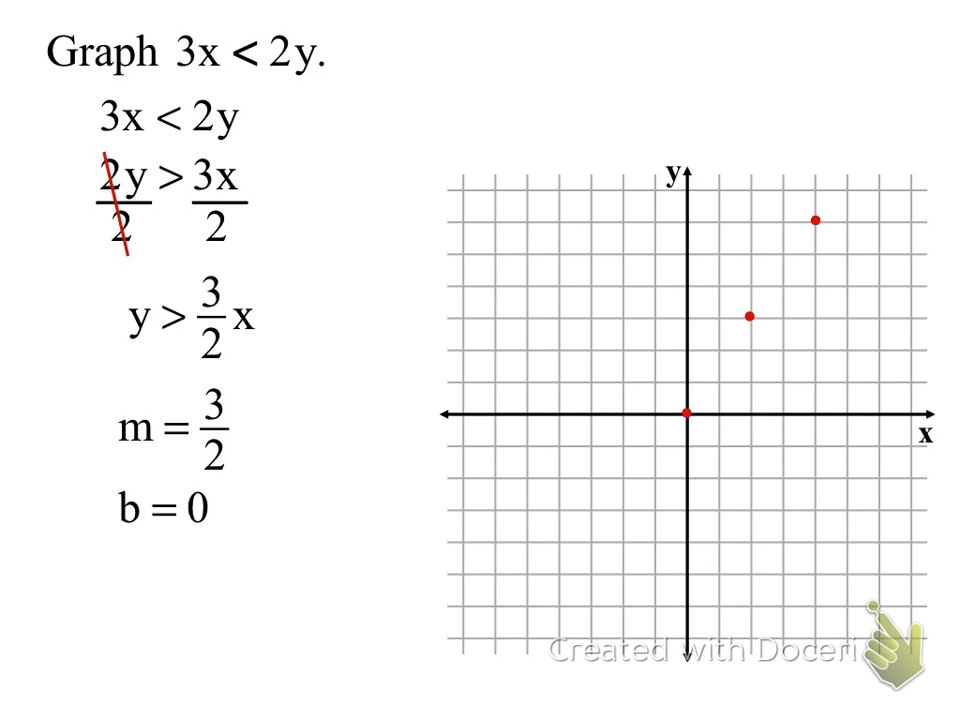 Graph 3x < 2y.
3x < 2y
2y > 3x
2 2
y > 3/2 x
m = 3/2
b = 0
y
x
Created with Doceri